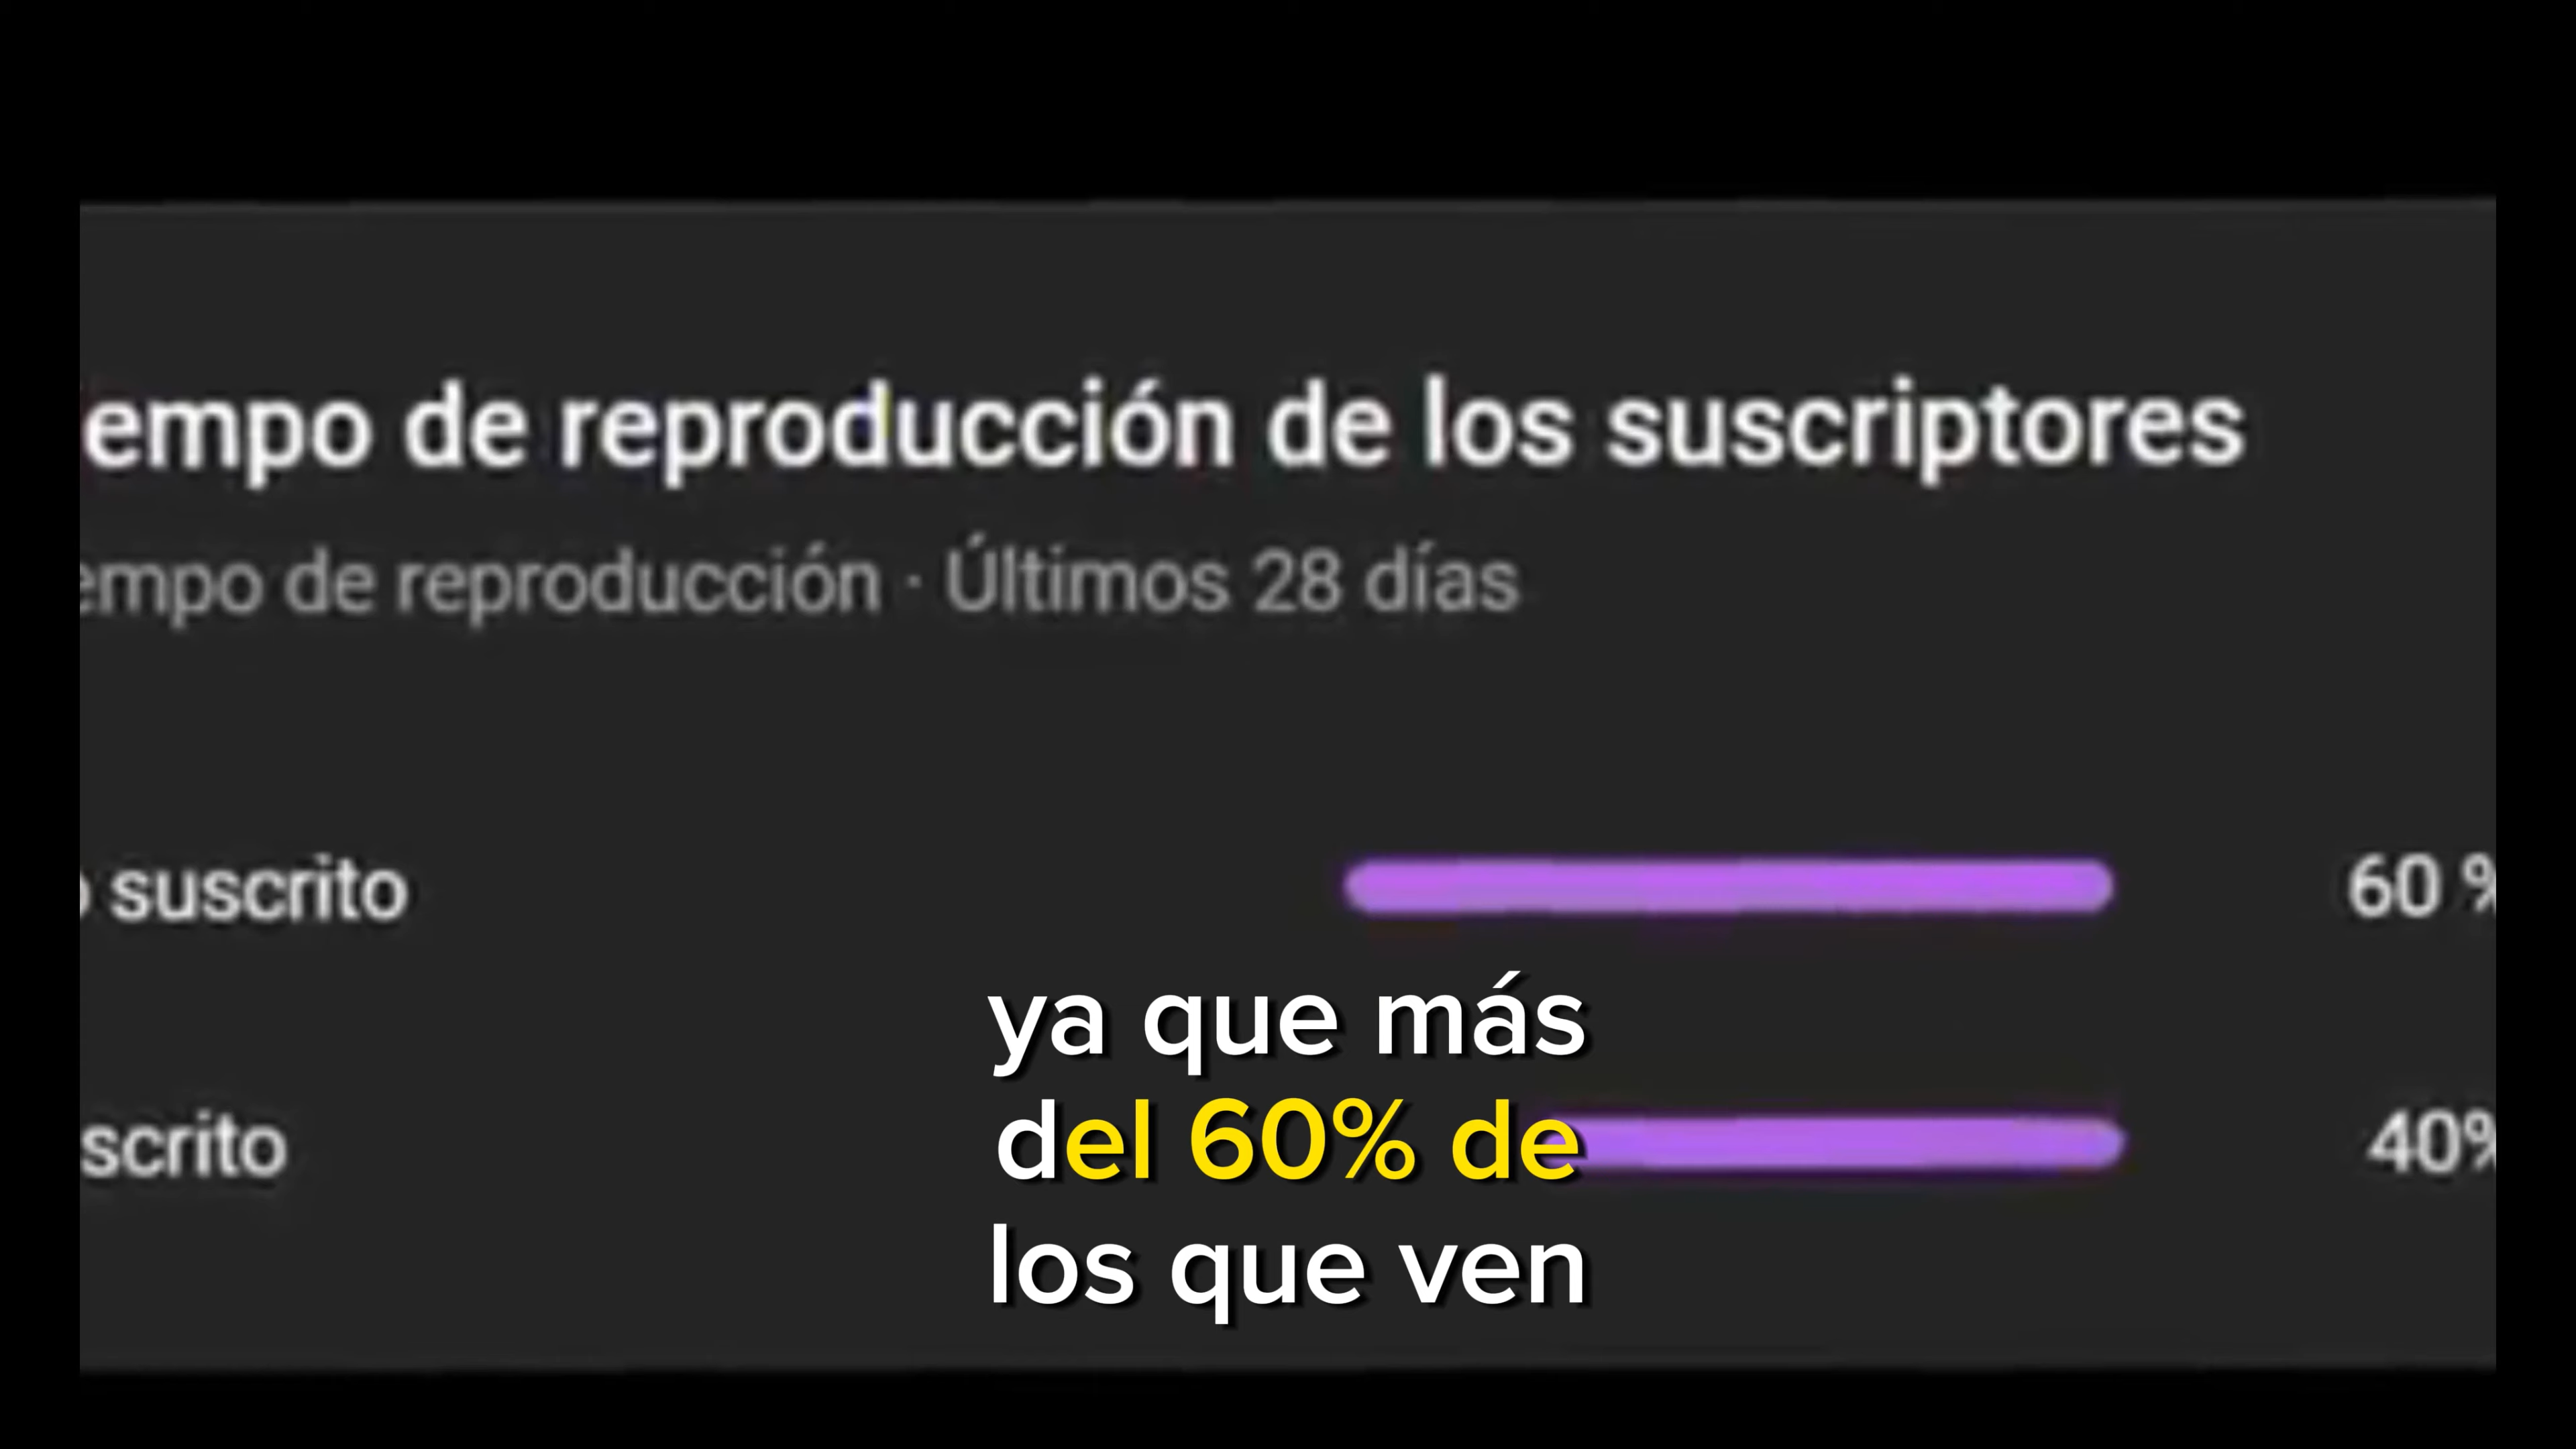 iempo de reproducción de los suscriptores
empo de reproducción · Últimos 28 días
o suscrito 60 %
ya que más
scrito 40%
del 60% de
los que ven